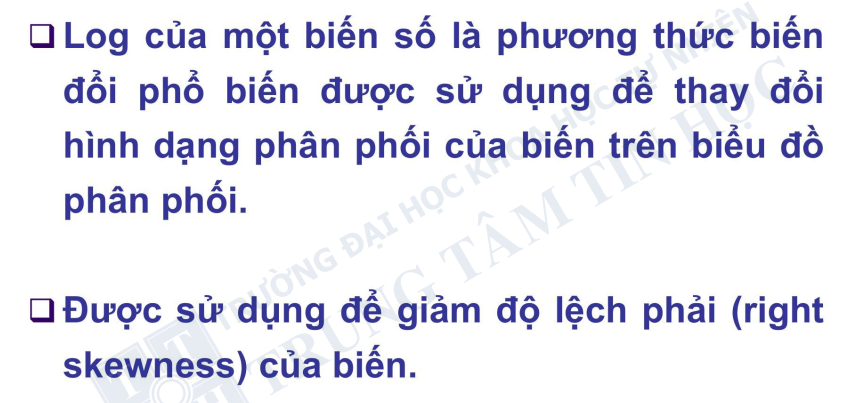 ❑ Log của một biến số là phương thức biến
đổi phổ biến được sử dụng để thay đổi
hình dạng phân phối của biến trên biểu đồ
phân phối.
❑ Được sử dụng để giảm độ lệch phải (right
skewness) của biến.
TRƯỜNG ĐẠI HỌC KHOA HỌC TỰ NHIÊN
TRUNG TÂM TIN HỌC